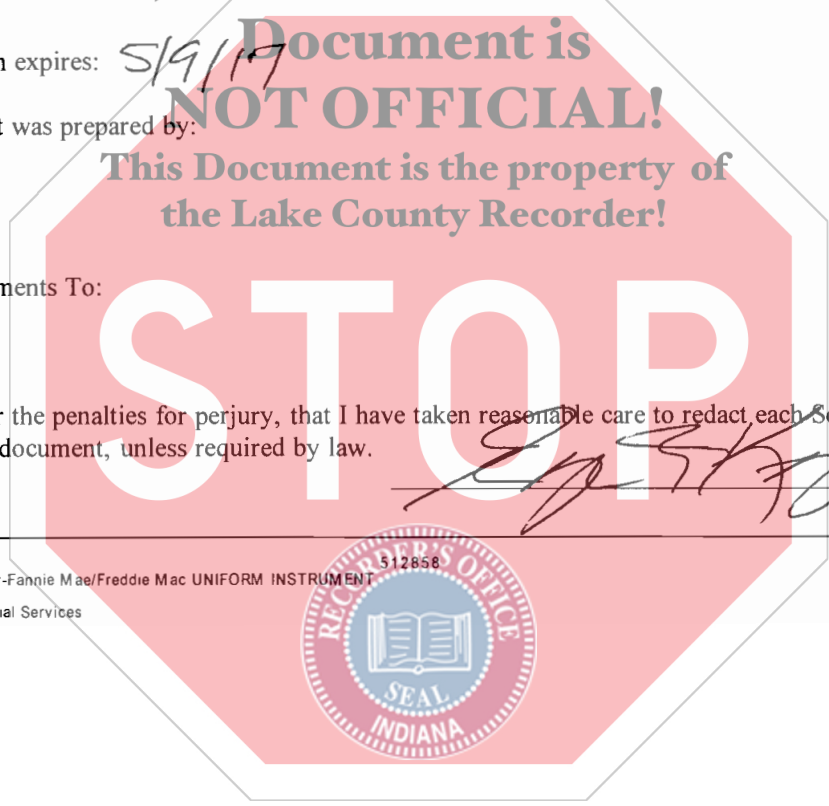 Document is
n expires: 5/9/17
NOT OFFICIAL!
t was prepared by:
This Document is the property of
the Lake County Recorder!
ments To:
STOP
r the penalties for perjury, that I have taken reasonable care to redact each So
document, unless required by law.
512858
-Fannie Mae/Freddie Mac UNIFORM INSTRUMENT
ial Services
RECORDER'S OFFICE
SEAL
INDIANA